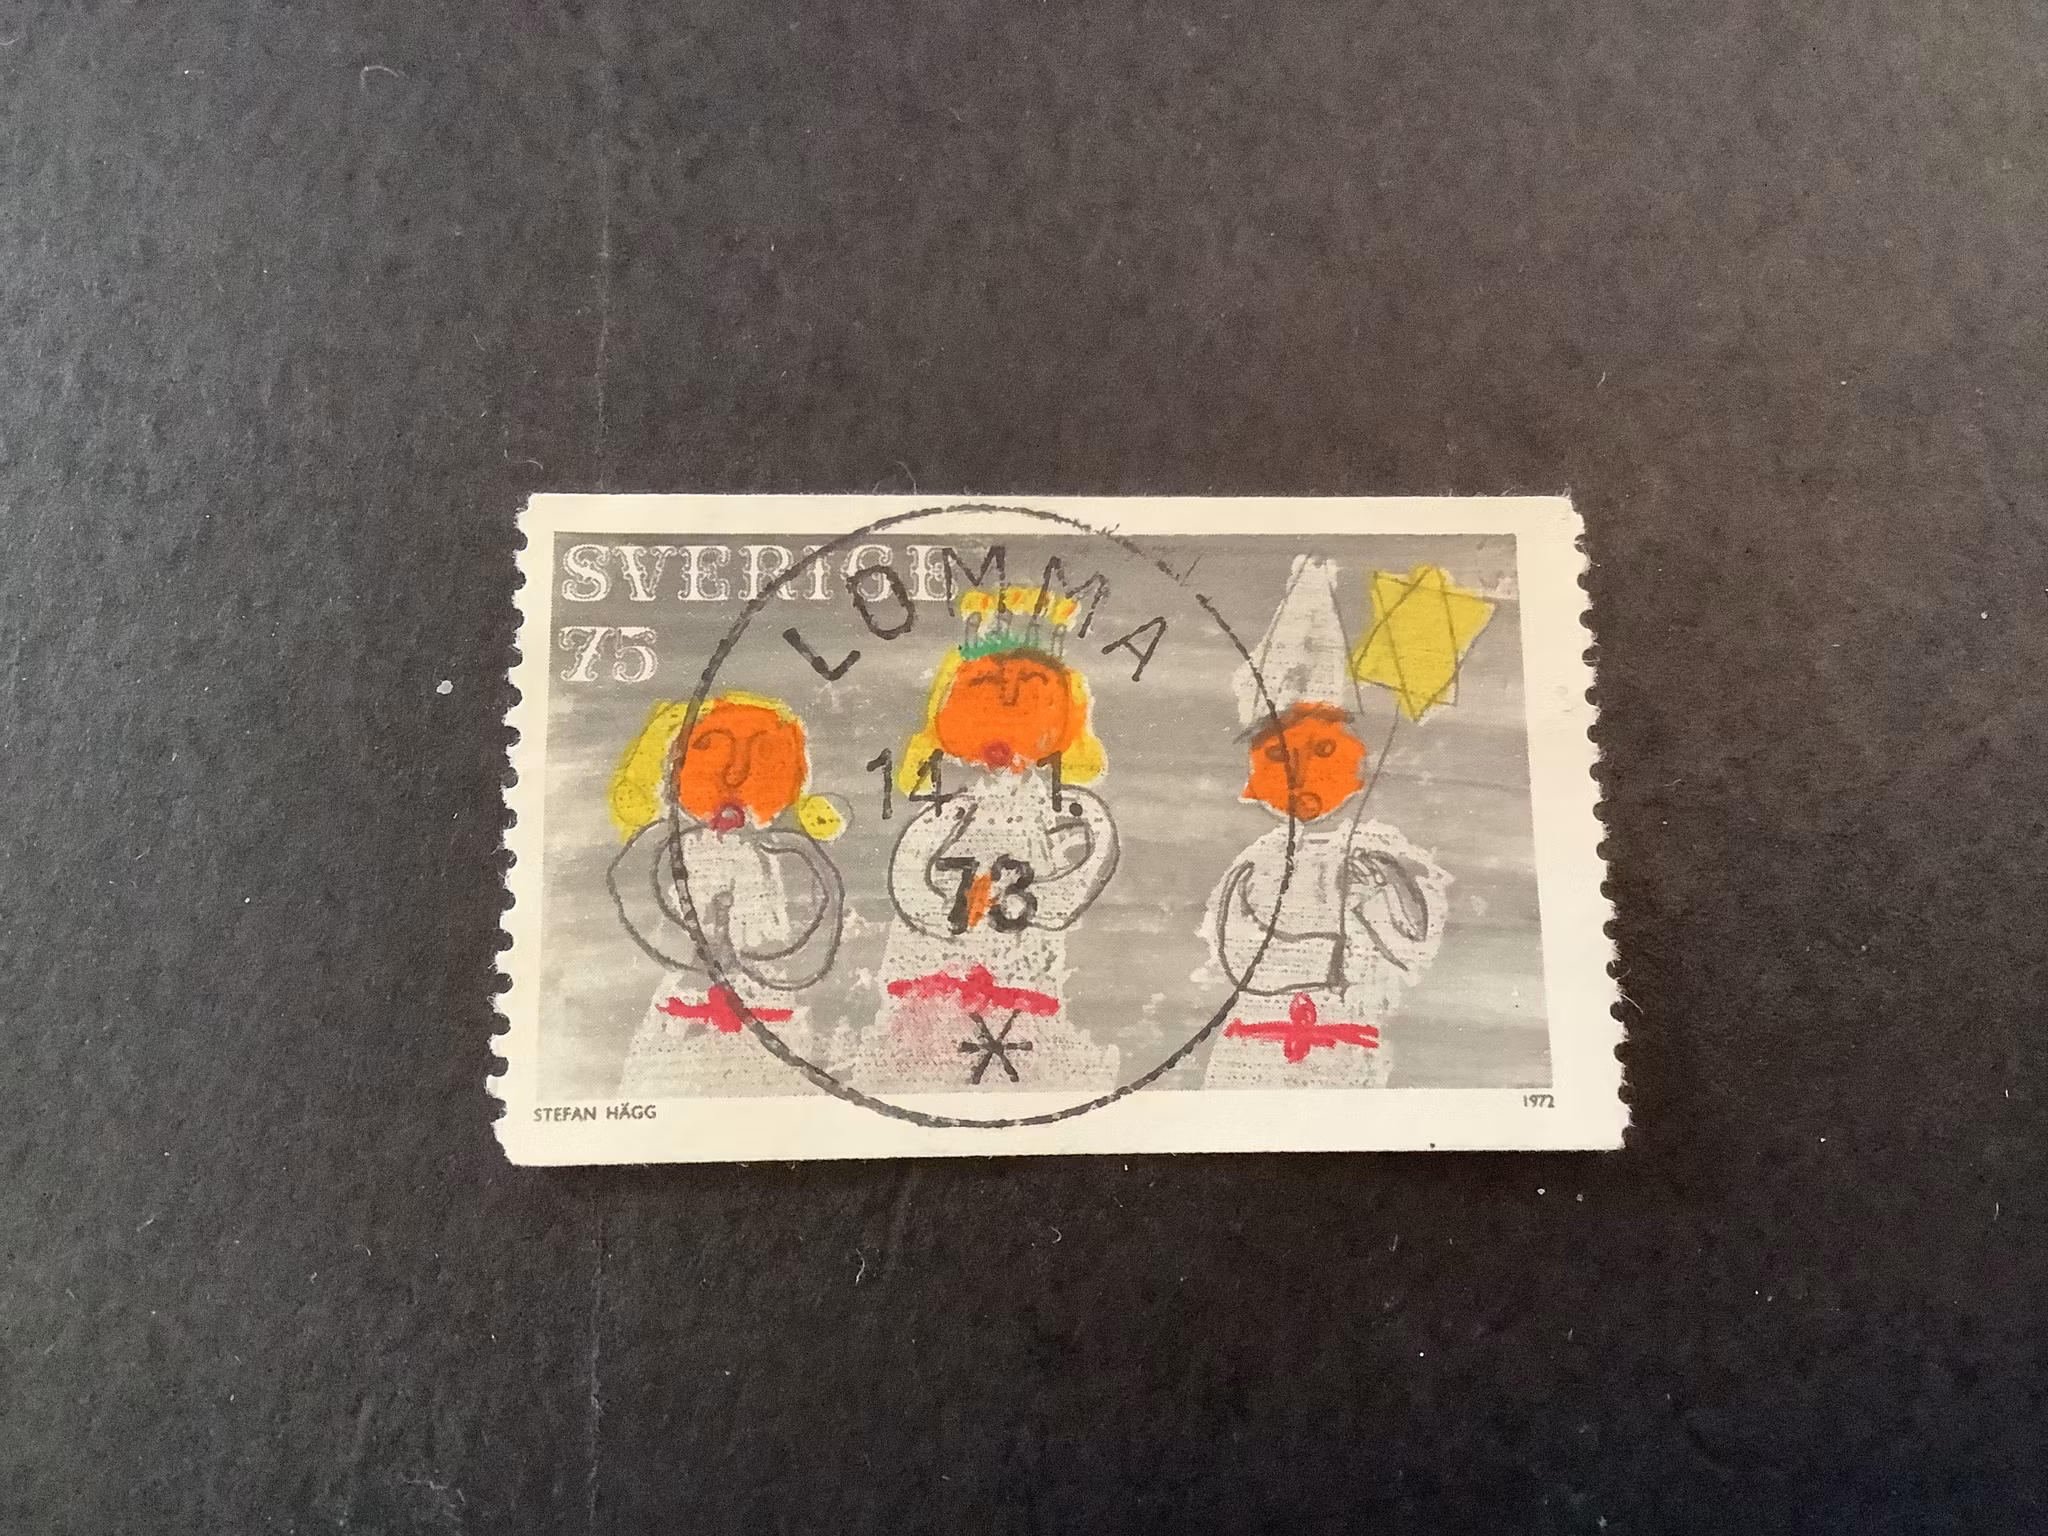 SVERIGE
75
LOMMA
14. 1.
73
STEFAN HÄGG
1972